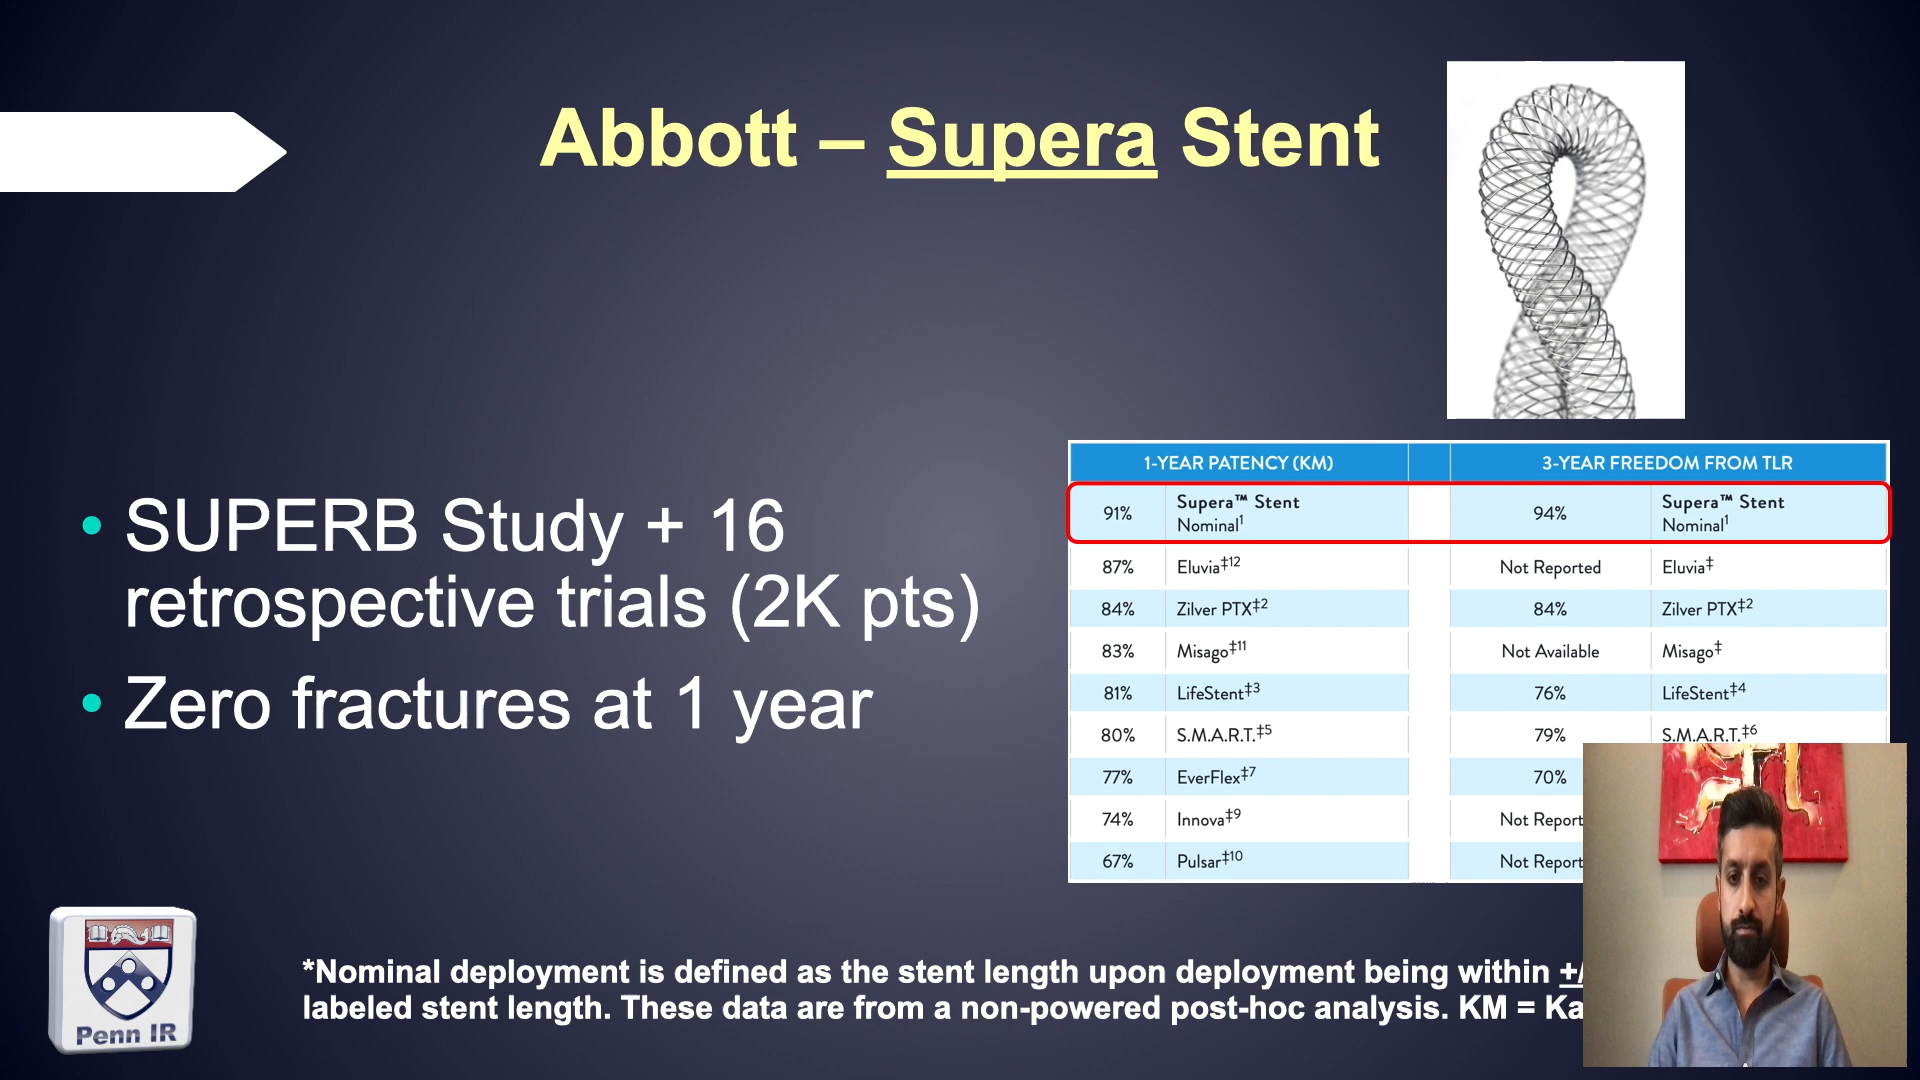 Abbott – Supera Stent
• SUPERB Study + 16
retrospective trials (2K pts)
• Zero fractures at 1 year
1-YEAR PATENCY (KM) 3-YEAR FREEDOM FROM TLR
91% Supera™ Stent Nominal¹ 94% Supera™ Stent Nominal¹
87% Eluvia‡12 Not Reported Eluvia‡
84% Zilver PTX‡2 84% Zilver PTX‡2
83% Misago‡11 Not Available Misago‡
81% LifeStent‡3 76% LifeStent‡4
80% S.M.A.R.T.‡5 79% S.M.A.R.T.‡6
77% EverFlex‡7 70%
74% Innova‡9 Not Report
67% Pulsar‡10 Not Report
*Nominal deployment is defined as the stent length upon deployment being within +/
labeled stent length. These data are from a non-powered post-hoc analysis. KM = Ka
Penn IR